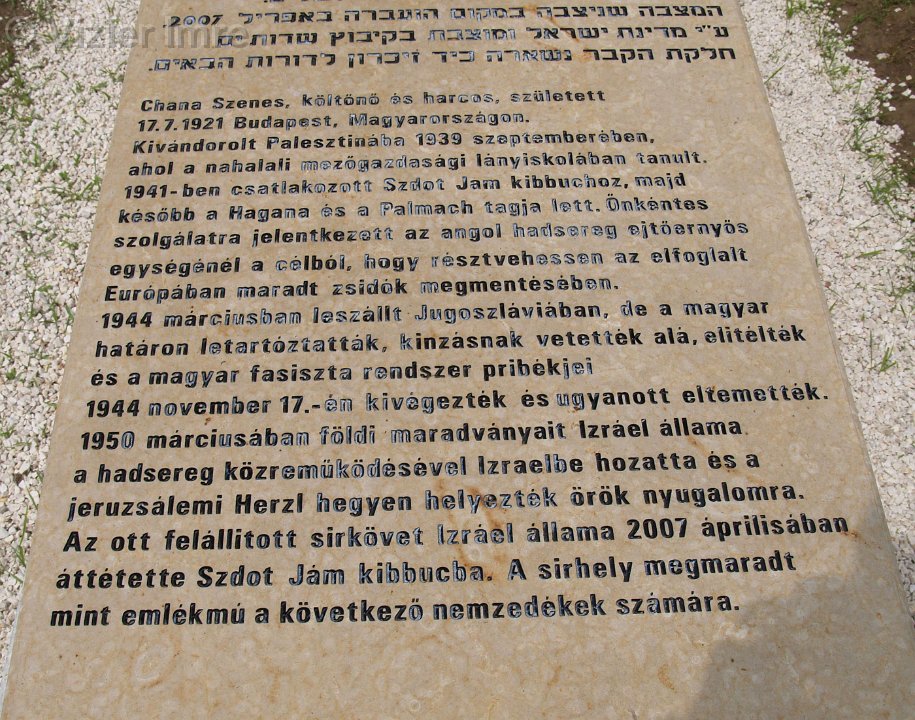 © Vizler Imre
המצבה שניצבה במקום הועברה באפריל 2007.
ע״י מדינת ישראל ומוצבת בקיבוץ שדות-ים
חלקת הקבר נשארה כיד זיכרון לדורות הבאים.
Chana Szenes, költönő és harcos, született
17.7.1921 Budapest, Magyarországon.
Kivándorolt Palesztinába 1939 szeptemberében,
ahol a nahalali mezőgazdasági lányiskolában tanult.
1941-ben csatlakozott Szdot Jam kibbuchoz, majd
később a Hagana és a Palmach tagja lett. Önkéntes
szolgálatra jelentkezett az angol hadsereg ejtőernyös
egységénél a célból, hogy résztvehessen az elfoglalt
Európában maradt zsidók megmentésében.
1944 márciusban leszállt Jugoszláviában, de a magyar
határon letartóztatták, kinzásnak vetették alá, elitélték
és a magyar fasiszta rendszer pribékjei
1944 november 17.-én kivégezték és ugyanott eltemették.
1950 márciusában földi maradványait Izráel állama
a hadsereg közreműködésével Izraelbe hozatta és a
jeruzsálemi Herzl hegyen helyezték örök nyugalomra.
Az ott felállitott sirkövet Izráel állama 2007 áprilisában
áttétette Szdot Jám kibbucba. A sirhely megmaradt
mint emlékmú a következő nemzedékek számára.